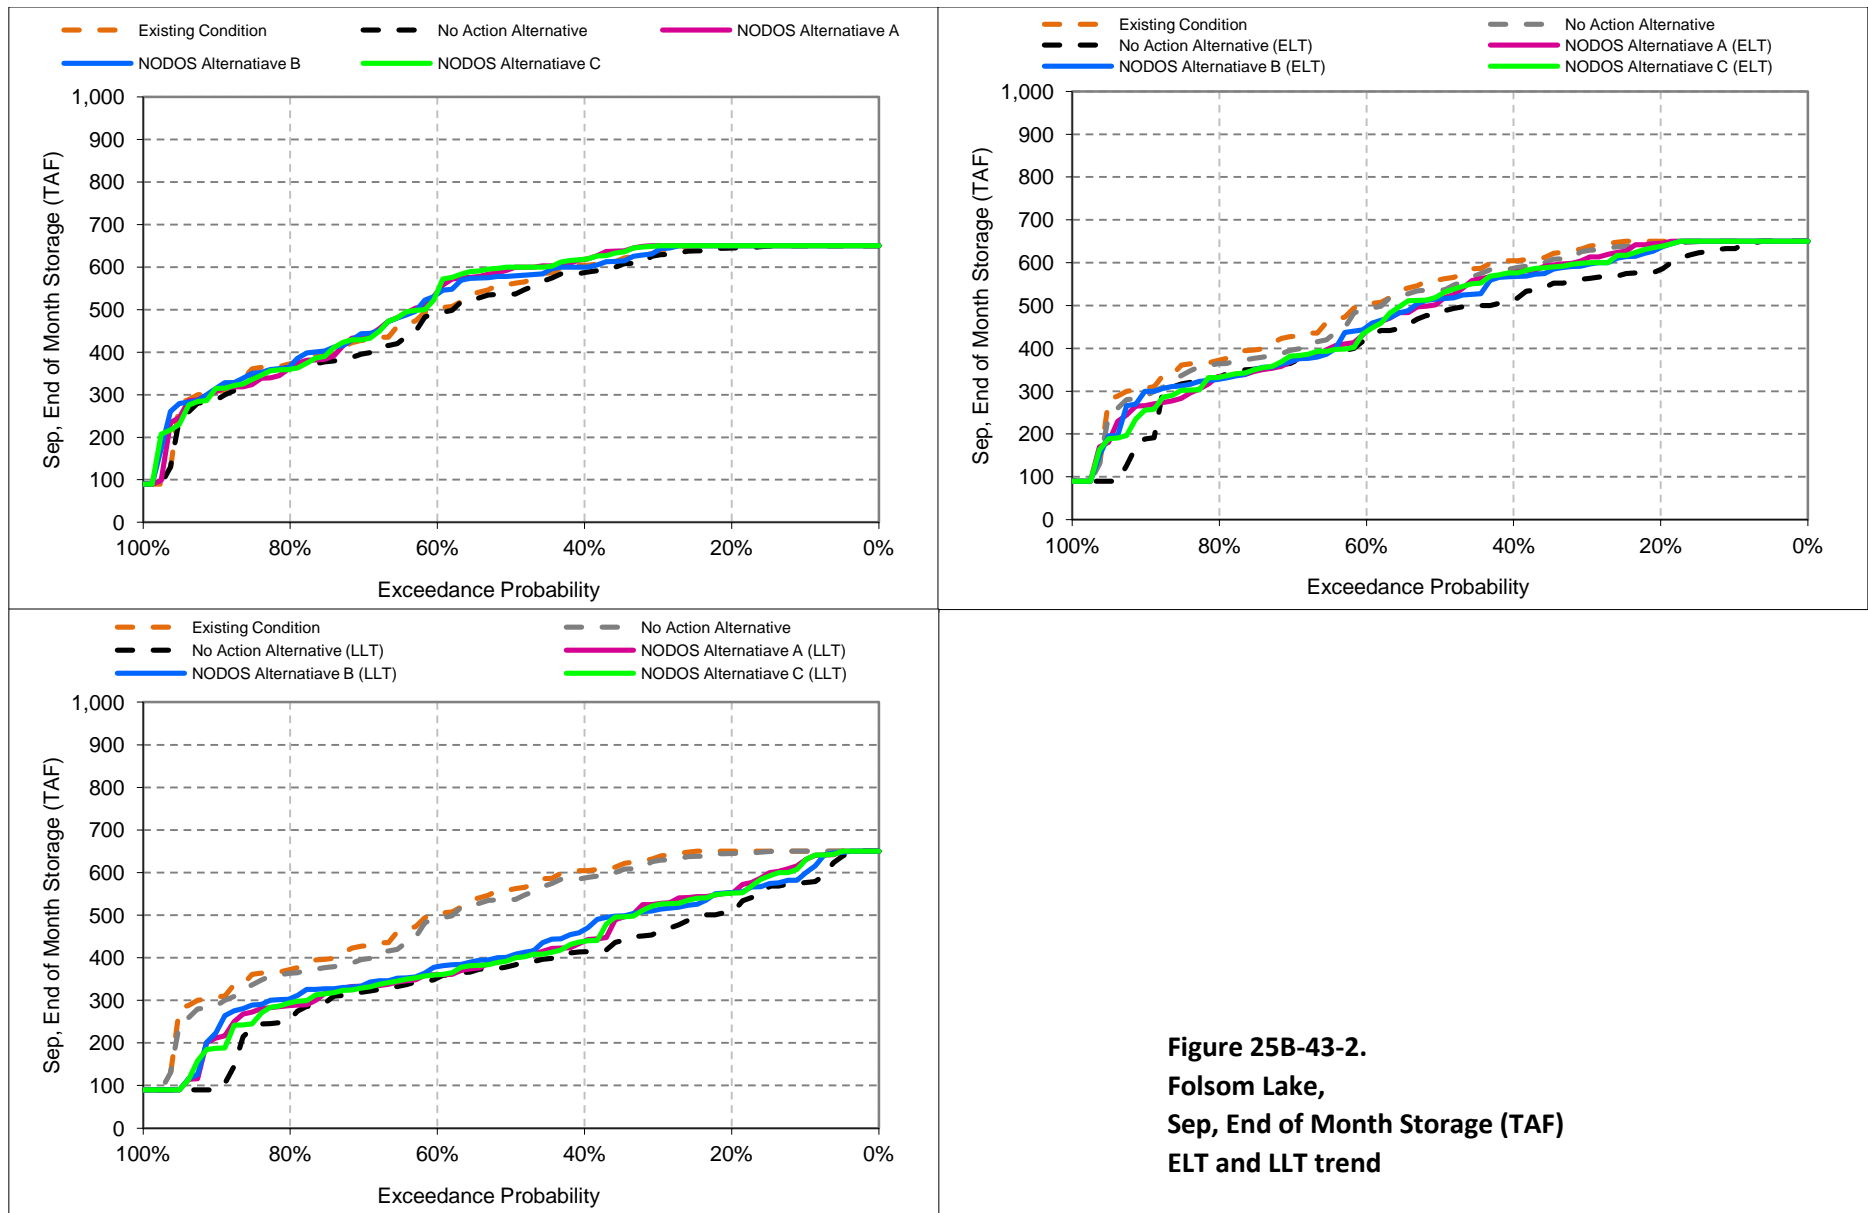 Existing Condition No Action Alternative NODOS Alternatiave A
NODOS Alternatiave B NODOS Alternatiave C
1,000
900
800
700
600
500
400
300
200
100
0
Sep, End of Month Storage (TAF)
100% 80% 60% 40% 20% 0%
Exceedance Probability
Existing Condition No Action Alternative
No Action Alternative (ELT) NODOS Alternatiave A (ELT)
NODOS Alternatiave B (ELT) NODOS Alternatiave C (ELT)
1,000
900
800
700
600
500
400
300
200
100
0
Sep, End of Month Storage (TAF)
100% 80% 60% 40% 20% 0%
Exceedance Probability
Existing Condition No Action Alternative
No Action Alternative (LLT) NODOS Alternatiave A (LLT)
NODOS Alternatiave B (LLT) NODOS Alternatiave C (LLT)
1,000
900
800
700
600
500
400
300
200
100
0
Sep, End of Month Storage (TAF)
100% 80% 60% 40% 20% 0%
Exceedance Probability
Figure 25B-43-2.
Folsom Lake,
Sep, End of Month Storage (TAF)
ELT and LLT trend